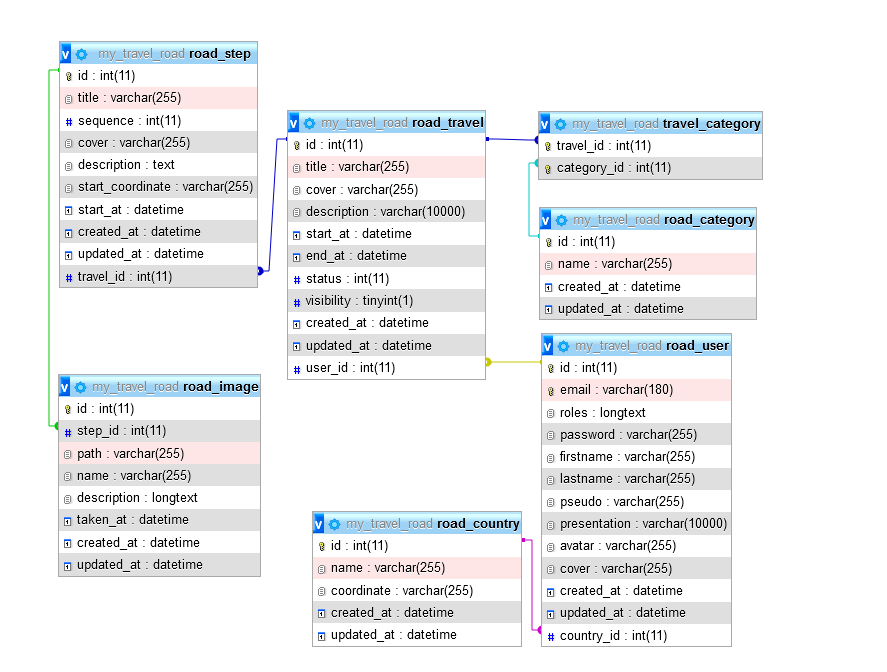 v my_travel_road road_step
id : int(11)
title : varchar(255)
# sequence : int(11)
cover : varchar(255)
description : text
start_coordinate : varchar(255)
start_at : datetime
created_at : datetime
updated_at : datetime
# travel_id : int(11)
v my_travel_road road_travel
id : int(11)
title : varchar(255)
cover : varchar(255)
description : varchar(10000)
start_at : datetime
end_at : datetime
# status : int(11)
# visibility : tinyint(1)
created_at : datetime
updated_at : datetime
# user_id : int(11)
v my_travel_road travel_category
travel_id : int(11)
category_id : int(11)
v my_travel_road road_category
id : int(11)
name : varchar(255)
created_at : datetime
updated_at : datetime
v my_travel_road road_user
id : int(11)
email : varchar(180)
roles : longtext
password : varchar(255)
firstname : varchar(255)
lastname : varchar(255)
pseudo : varchar(255)
presentation : varchar(10000)
avatar : varchar(255)
cover : varchar(255)
created_at : datetime
updated_at : datetime
# country_id : int(11)
v my_travel_road road_image
id : int(11)
# step_id : int(11)
path : varchar(255)
name : varchar(255)
description : longtext
taken_at : datetime
created_at : datetime
updated_at : datetime
v my_travel_road road_country
id : int(11)
name : varchar(255)
coordinate : varchar(255)
created_at : datetime
updated_at : datetime